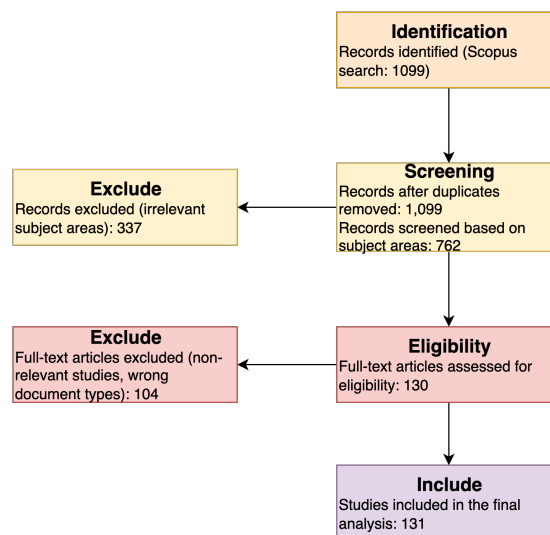 Identification
Records identified (Scopus
search: 1099)
Exclude
Records excluded (irrelevant
subject areas): 337
Screening
Records after duplicates
removed: 1,099
Records screened based on
subject areas: 762
Exclude
Full-text articles excluded (non-
relevant studies, wrong
document types): 104
Eligibility
Full-text articles assessed for
eligibility: 130
Include
Studies included in the final
analysis: 131